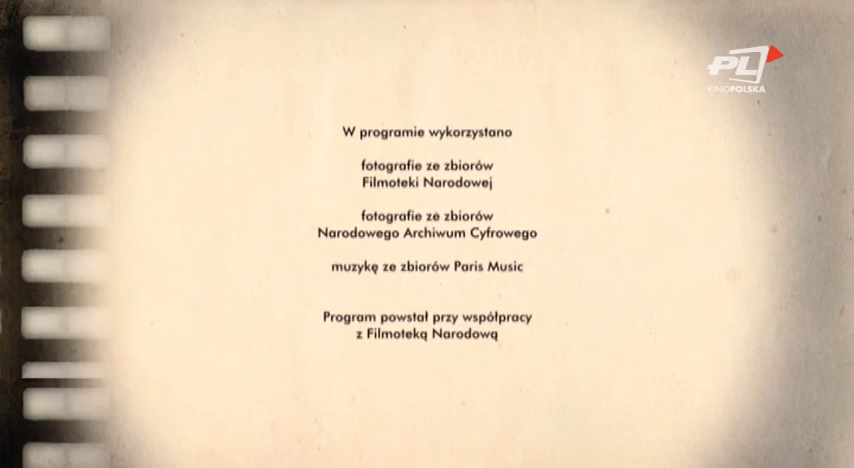 PL
KINOPOLSKA
W programie wykorzystano
fotografie ze zbiorów
Filmoteki Narodowej
fotografie ze zbiorów
Narodowego Archiwum Cyfrowego
muzykę ze zbiorów Paris Music
Program powstał przy współpracy
z Filmoteką Narodową